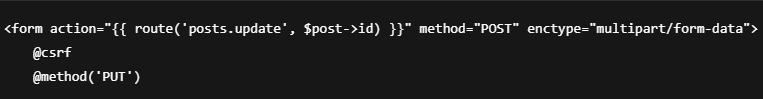 <form action="{{ route('posts.update', $post->id) }}" method="POST" enctype="multipart/form-data">
    @csrf
    @method('PUT')